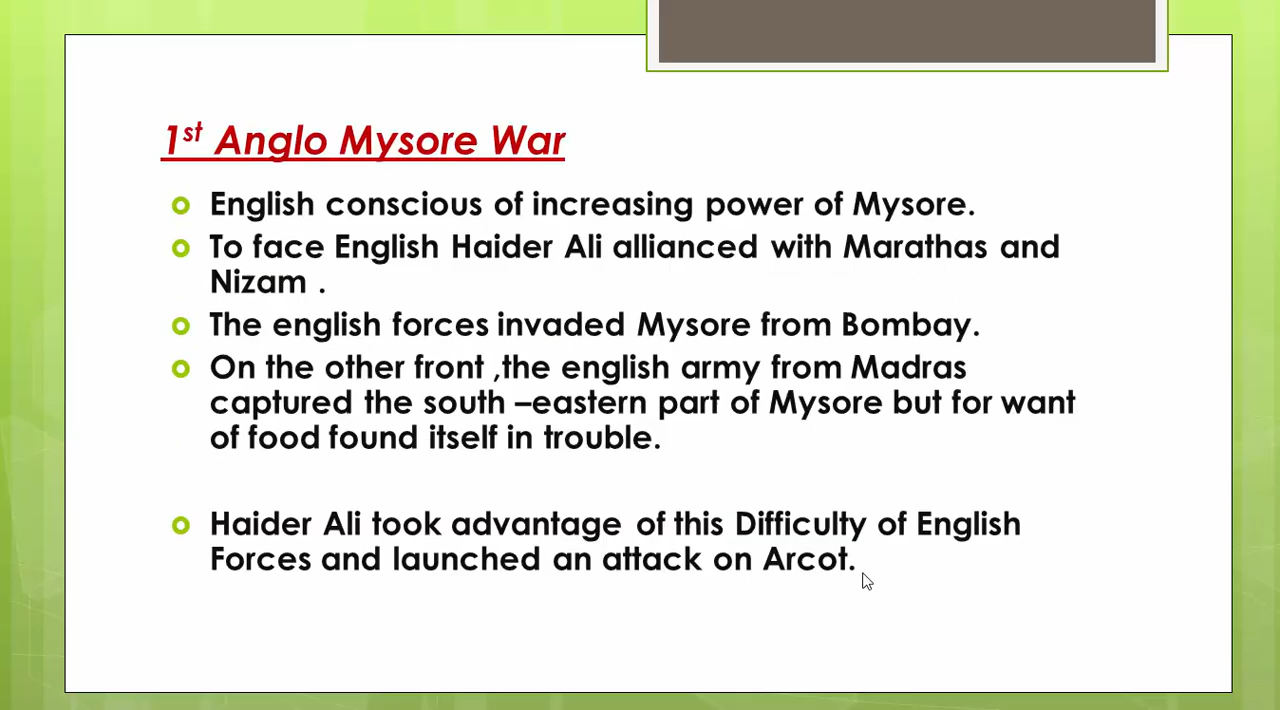 1st Anglo Mysore War
English conscious of increasing power of Mysore.
To face English Haider Ali allianced with Marathas and
Nizam .
The english forces invaded Mysore from Bombay.
On the other front ,the english army from Madras
captured the south –eastern part of Mysore but for want
of food found itself in trouble.
Haider Ali took advantage of this Difficulty of English
Forces and launched an attack on Arcot.